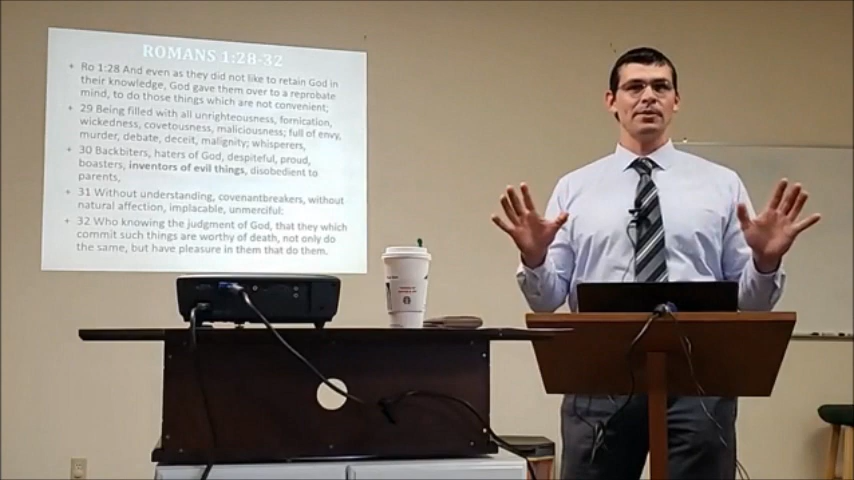 ROMANS 1:28-32
+ Ro 1:28 And even as they did not like to retain God in
their knowledge, God gave them over to a reprobate
mind, to do those things which are not convenient;
+ 29 Being filled with all unrighteousness, fornication,
wickedness, covetousness, maliciousness; full of envy,
murder, debate, deceit, malignity; whisperers,
+ 30 Backbiters, haters of God, despiteful, proud,
boasters, inventors of evil things, disobedient to
parents,
+ 31 Without understanding, covenantbreakers, without
natural affection, implacable, unmerciful:
+ 32 Who knowing the judgment of God, that they which
commit such things are worthy of death, not only do
the same, but have pleasure in them that do them.